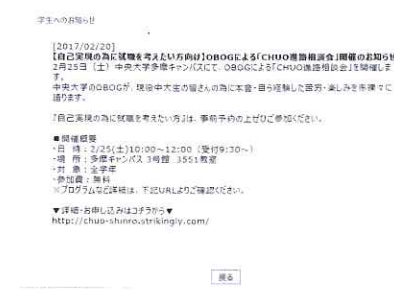 学生へのお知らせ
[2017/02/20]
【自己実現の為に就職を考えたい方向け】OBOGによる「CHUO進路相談会」開催のお知らせ
2月25日（土）中央大学多摩キャンパスにて、OBOGによる「CHUO進路相談会」を開催しま
す。
中央大学のOBOGが、現役中大生の皆さんの為に本音・自ら経験した苦労・楽しみを赤裸々に
語ります。
『自己実現の為に就職を考えたい方』は、事前予約の上ぜひご参加ください。
■開催概要
・日　時：2/25(土)10:00～12:00（受付9:30～）
・場　所：多摩キャンパス 3号館 3551教室
・対　象：全学年
・参加費：無料
※プログラムなど詳細は、下記URLよりご確認ください。
▼詳細・お申し込みはコチラから▼
http://chuo-shinro.strikingly.com/
戻る